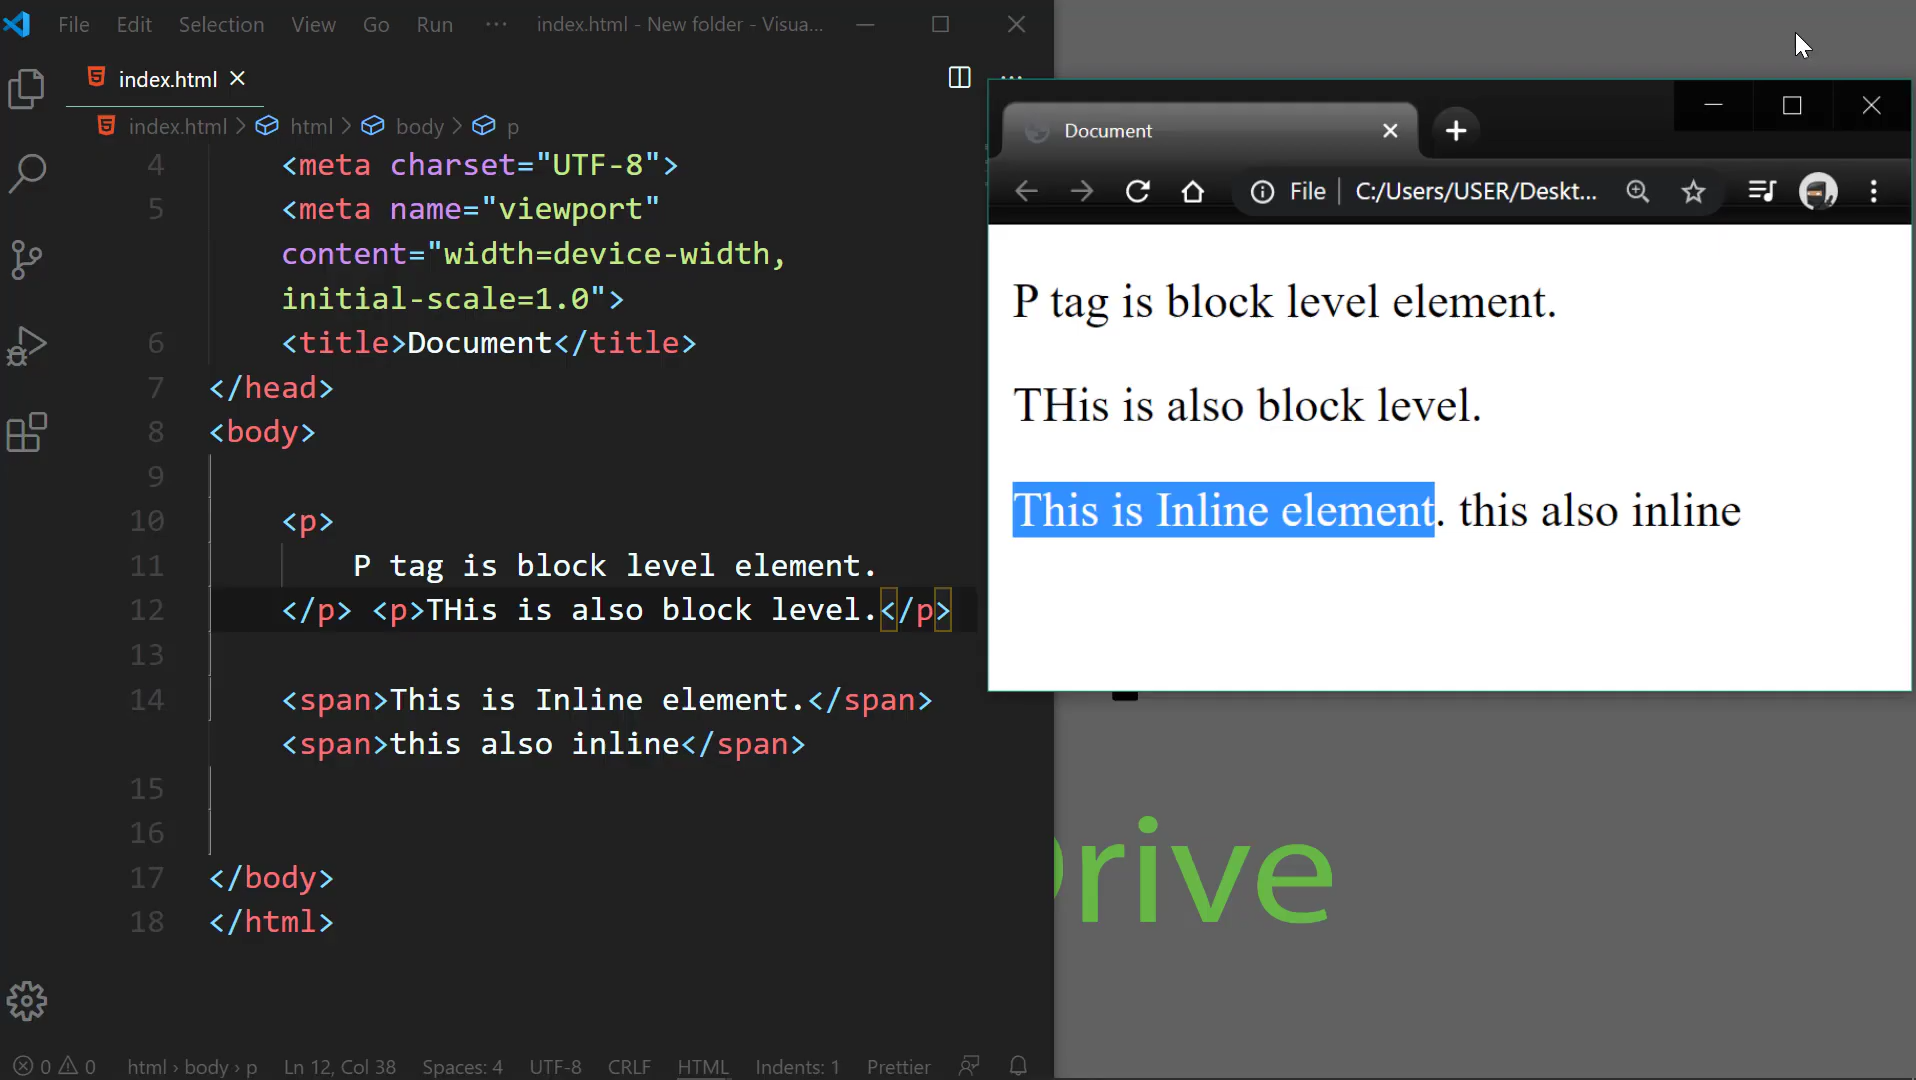 File Edit Selection View Go Run ··· index.html - New folder - Visua...
index.html
index.html > html > body > p
4 <meta charset="UTF-8">
5 <meta name="viewport"
content="width=device-width,
initial-scale=1.0">
6 <title>Document</title>
7 </head>
8 <body>
9
10 <p>
11 P tag is block level element.
12 </p> <p>THis is also block level.</p>
13
14 <span>This is Inline element.</span>
<span>this also inline</span>
15
16
17 </body>
18 </html>
0 0 html › body › p Ln 12, Col 38 Spaces: 4 UTF-8 CRLF HTML Indents: 1 Prettier
Document
File | C:/Users/USER/Deskt...
P tag is block level element.
THis is also block level.
This is Inline element. this also inline
rive